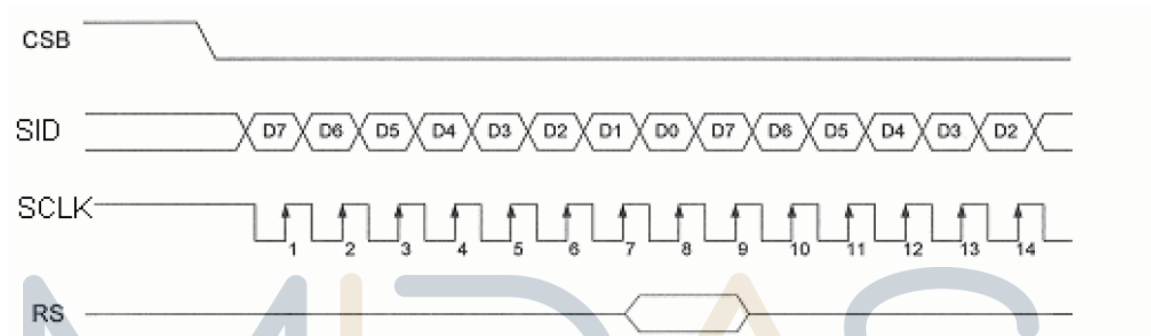 CSB
SID D7 D6 D5 D4 D3 D2 D1 D0 D7 D6 D5 D4 D3 D2
SCLK
1 2 3 4 5 6 7 8 9 10 11 12 13 14
RS
MIDAS